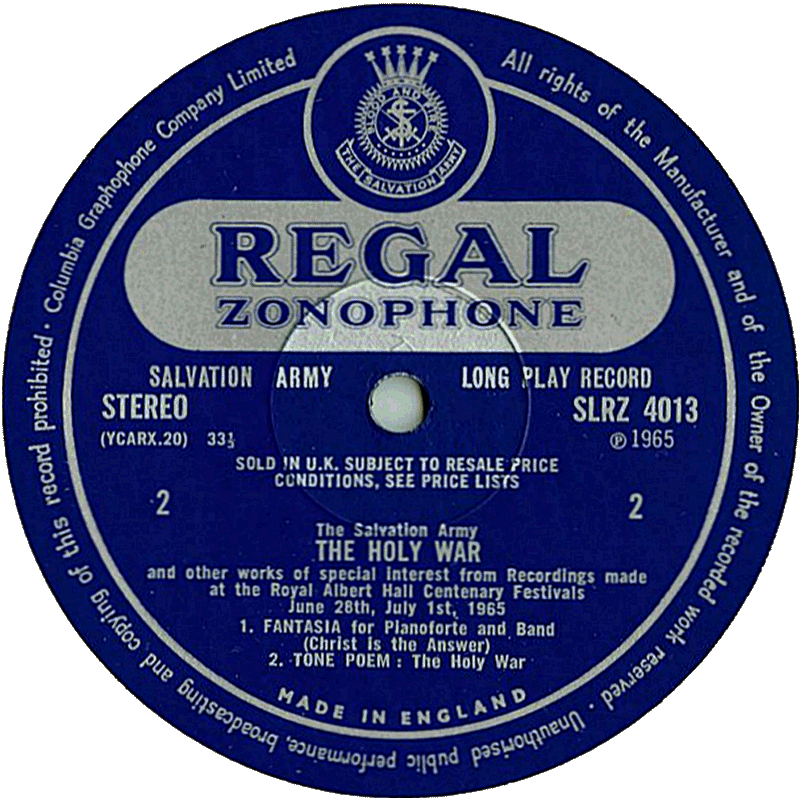 Columbia Graphophone Company Limited · All rights of the Manufacturer and of the Owner of the recorded work reserved · Unauthorised public performance, broadcasting and copying of this record prohibited ·
BLOOD AND FIRE
THE SALVATION ARMY
REGAL
ZONOPHONE
SALVATION ARMY LONG PLAY RECORD
STEREO SLRZ 4013
(YCARX.20) 33⅓ ℗ 1965
SOLD IN U.K. SUBJECT TO RESALE PRICE
CONDITIONS, SEE PRICE LISTS
2 2
The Salvation Army
THE HOLY WAR
and other works of special interest from Recordings made
at the Royal Albert Hall Centenary Festivals
June 28th, July 1st, 1965
1. FANTASIA for Pianoforte and Band
(Christ is the Answer)
2. TONE POEM : The Holy War
MADE IN ENGLAND